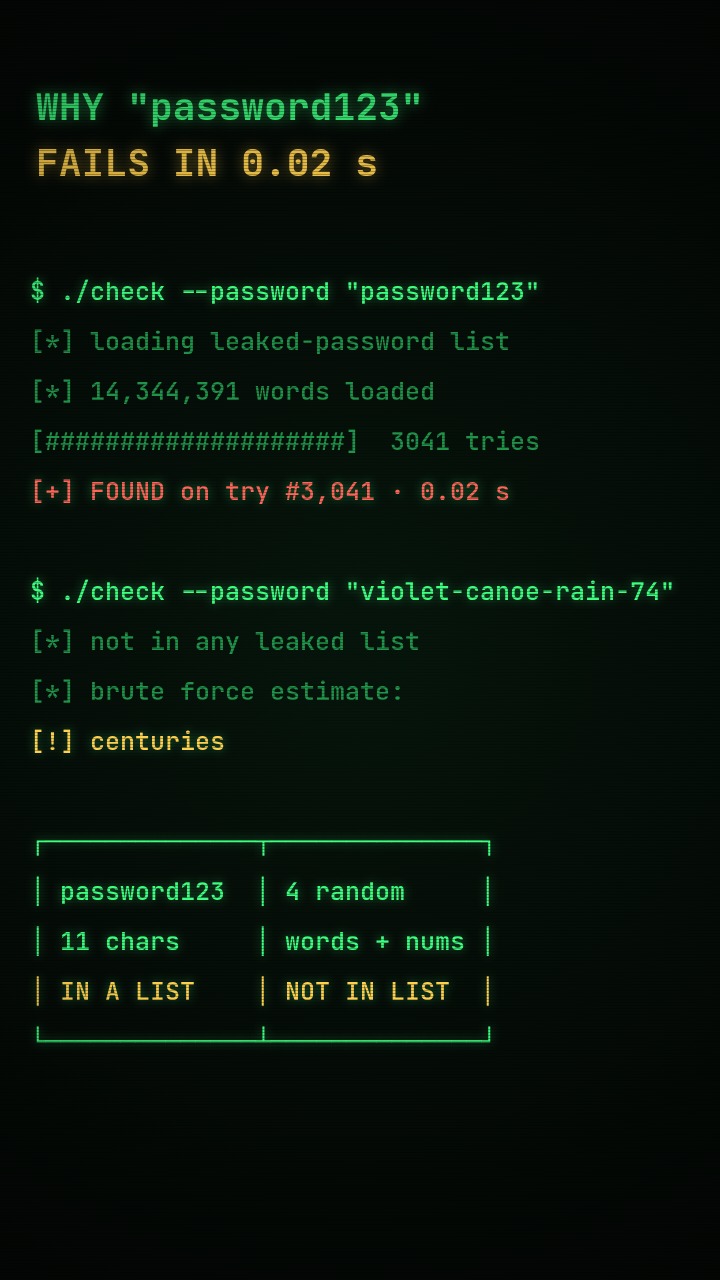 WHY "password123"
FAILS IN 0.02 s
$ ./check --password "password123"
[*] loading leaked-password list
[*] 14,344,391 words loaded
[####################]  3041 tries
[+] FOUND on try #3,041 · 0.02 s
$ ./check --password "violet-canoe-rain-74"
[*] not in any leaked list
[*] brute force estimate:
[!] centuries
┌───────────────┬──────────────┐
│ password123  │ 4 random     │
│ 11 chars     │ words + nums │
│ IN A LIST    │ NOT IN LIST  │
└───────────────┴──────────────┘